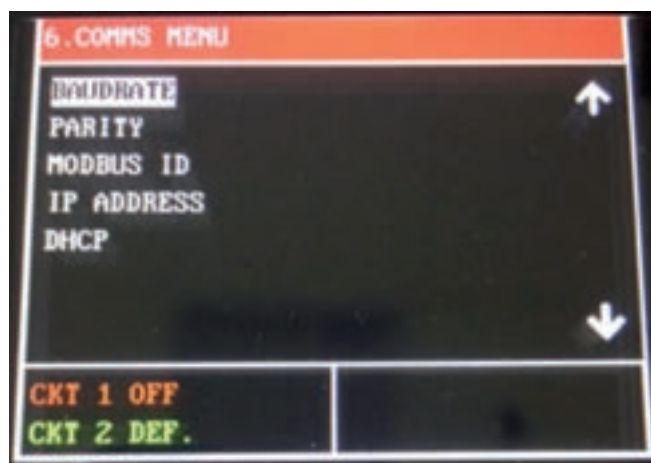 6.COMMS MENU
BAUDRATE
PARITY
MODBUS ID
IP ADDRESS
DHCP
CKT 1 OFF
CKT 2 DEF.